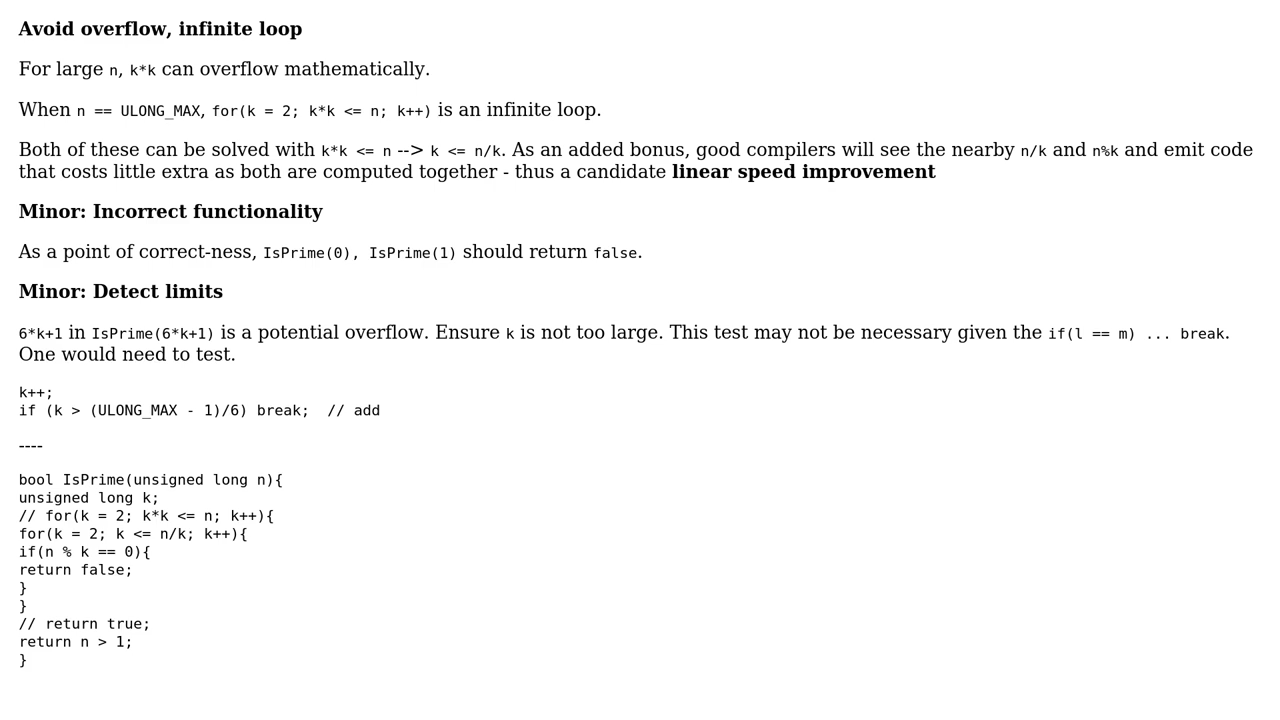 Avoid overflow, infinite loop
For large n, k*k can overflow mathematically.
When n == ULONG_MAX, for(k = 2; k*k <= n; k++) is an infinite loop.
Both of these can be solved with k*k <= n --> k <= n/k. As an added bonus, good compilers will see the nearby n/k and n%k and emit code
that costs little extra as both are computed together - thus a candidate linear speed improvement
Minor: Incorrect functionality
As a point of correct-ness, IsPrime(0), IsPrime(1) should return false.
Minor: Detect limits
6*k+1 in IsPrime(6*k+1) is a potential overflow. Ensure k is not too large. This test may not be necessary given the if(l == m) ... break.
One would need to test.
k++;
if (k > (ULONG_MAX - 1)/6) break;  // add
----
bool IsPrime(unsigned long n){
unsigned long k;
// for(k = 2; k*k <= n; k++){
for(k = 2; k <= n/k; k++){
if(n % k == 0){
return false;
}
}
// return true;
return n > 1;
}